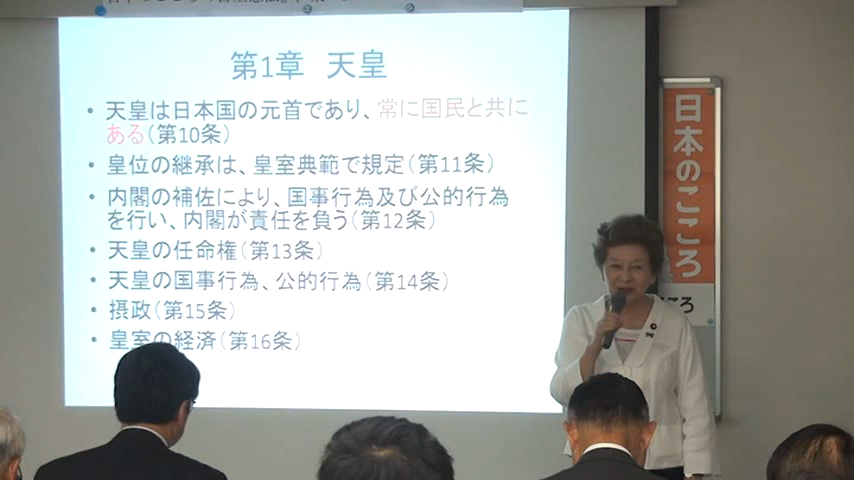 第1章 天皇
• 天皇は日本国の元首であり、常に国民と共に
ある(第10条)
• 皇位の継承は、皇室典範で規定(第11条)
• 内閣の補佐により、国事行為及び公的行為
を行い、内閣が責任を負う(第12条)
• 天皇の任命権(第13条)
• 天皇の国事行為、公的行為(第14条)
• 摂政(第15条)
• 皇室の経済(第16条)
日本のこころ
こころ